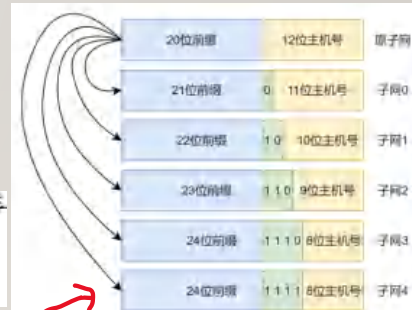 20位前缀 12位主机号 原子网
21位前缀 0 11位主机号 子网0
22位前缀 1 0 10位主机号 子网1
23位前缀 1 1 0 9位主机号 子网2
24位前缀 1 1 1 0 8位主机号 子网3
24位前缀 1 1 1 1 8位主机号 子网4